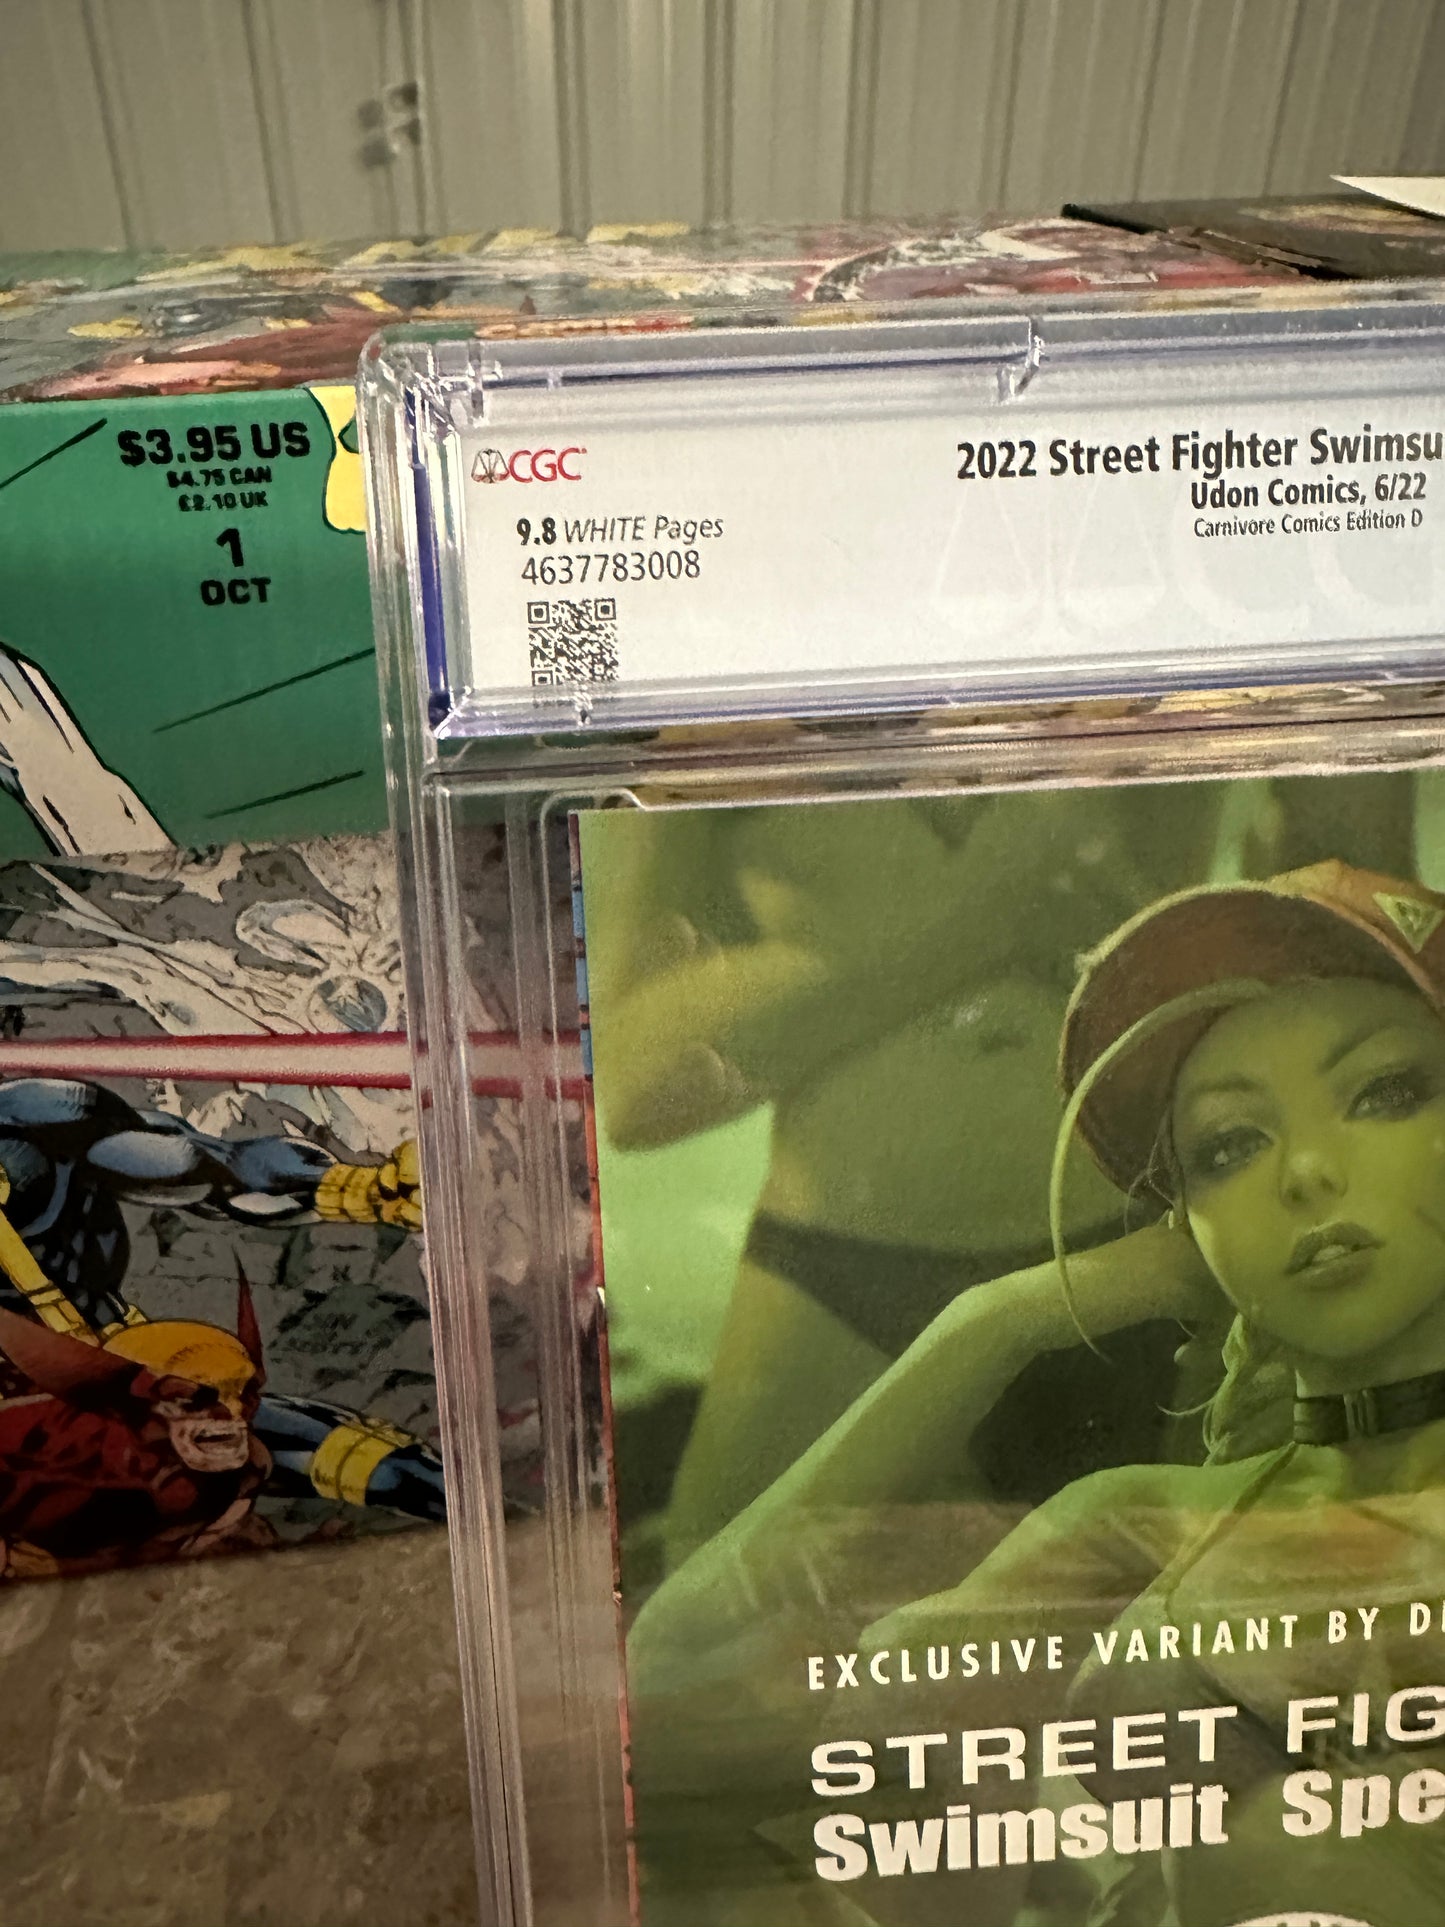 $3.95 US
$4.75 CAN
£2.10 UK
1
OCT
CGC
9.8 WHITE Pages
4637783008
2022 Street Fighter Swimsu
Udon Comics, 6/22
Carnivore Comics Edition D
EXCLUSIVE VARIANT BY
STREET FIG
Swimsuit Spe